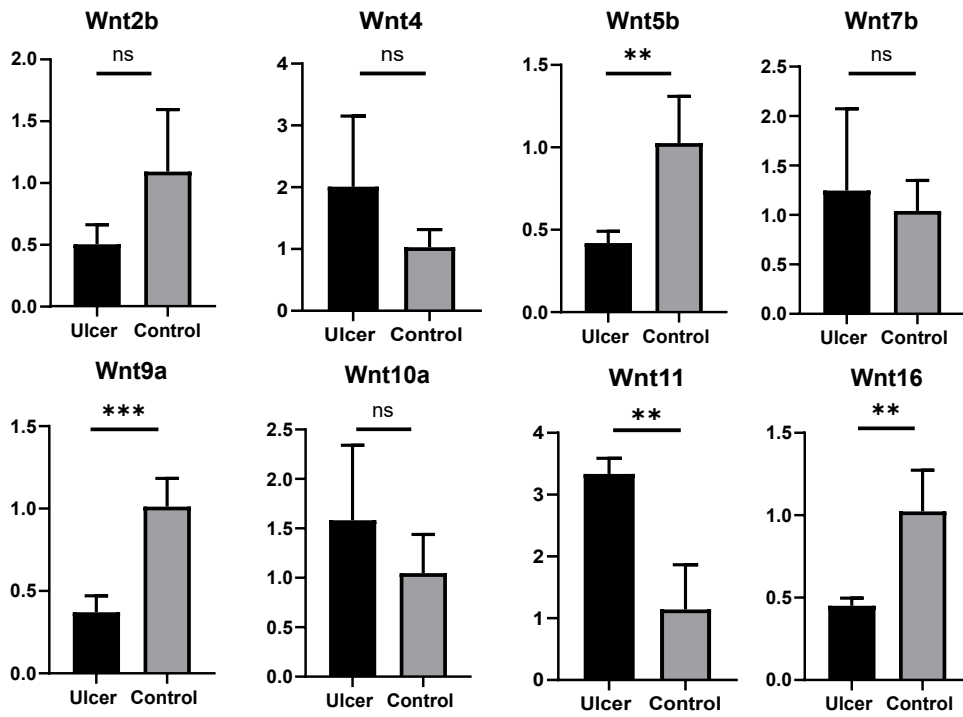 Wnt2b
ns
2.0
1.5
1.0
0.5
0.0
Ulcer Control
Wnt4
ns
4
3
2
1
0
Ulcer Control
Wnt5b
**
1.5
1.0
0.5
0.0
Ulcer Control
Wnt7b
ns
2.5
2.0
1.5
1.0
0.5
0.0
Ulcer Control
Wnt9a
***
1.5
1.0
0.5
0.0
Ulcer Control
Wnt10a
ns
2.5
2.0
1.5
1.0
0.5
0.0
Ulcer Control
Wnt11
**
4
3
2
1
0
Ulcer Control
Wnt16
**
1.5
1.0
0.5
0.0
Ulcer Control